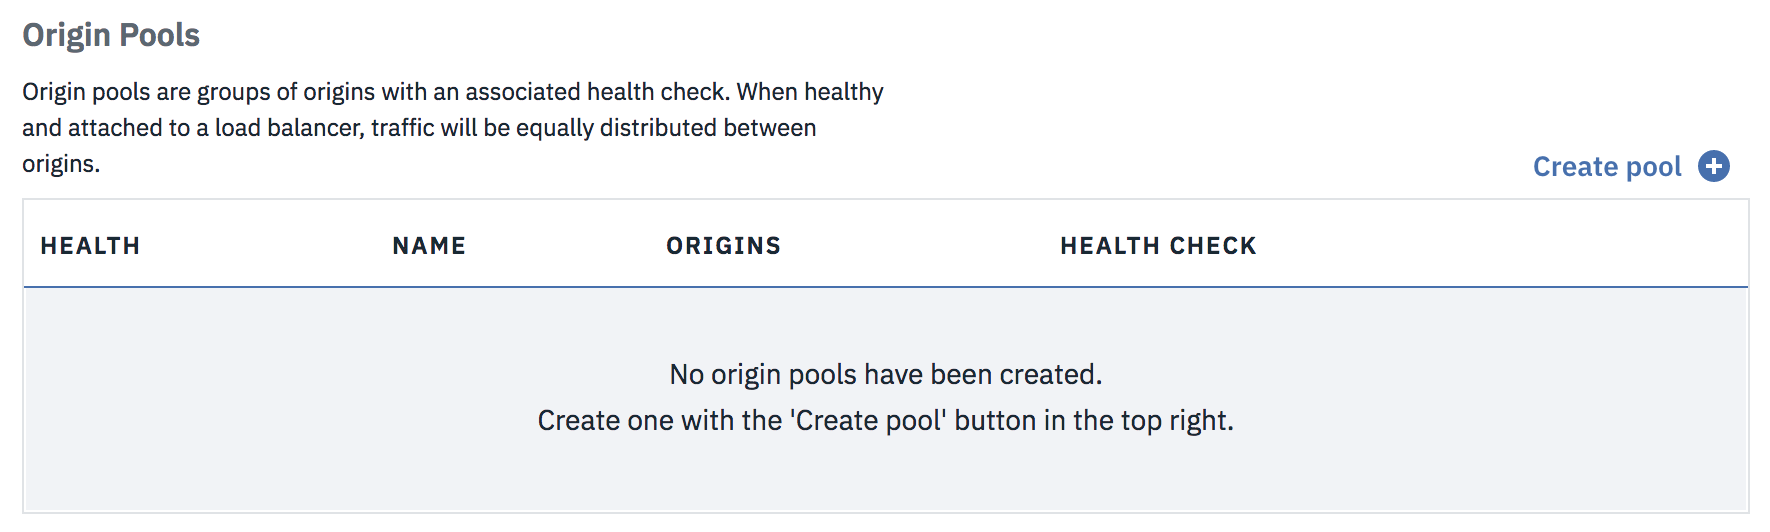 Origin Pools
Origin pools are groups of origins with an associated health check. When healthy
and attached to a load balancer, traffic will be equally distributed between
origins.
Create pool
HEALTH NAME ORIGINS HEALTH CHECK
No origin pools have been created.
Create one with the 'Create pool' button in the top right.